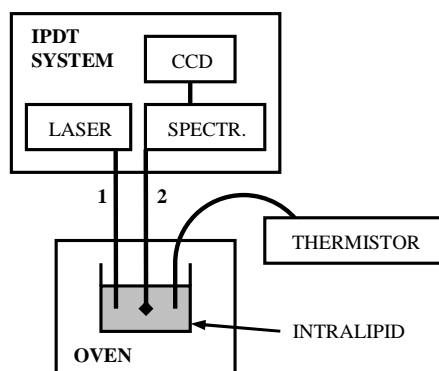 IPDT
SYSTEM
CCD
LASER
SPECTR.
1
2
THERMISTOR
INTRALIPID
OVEN